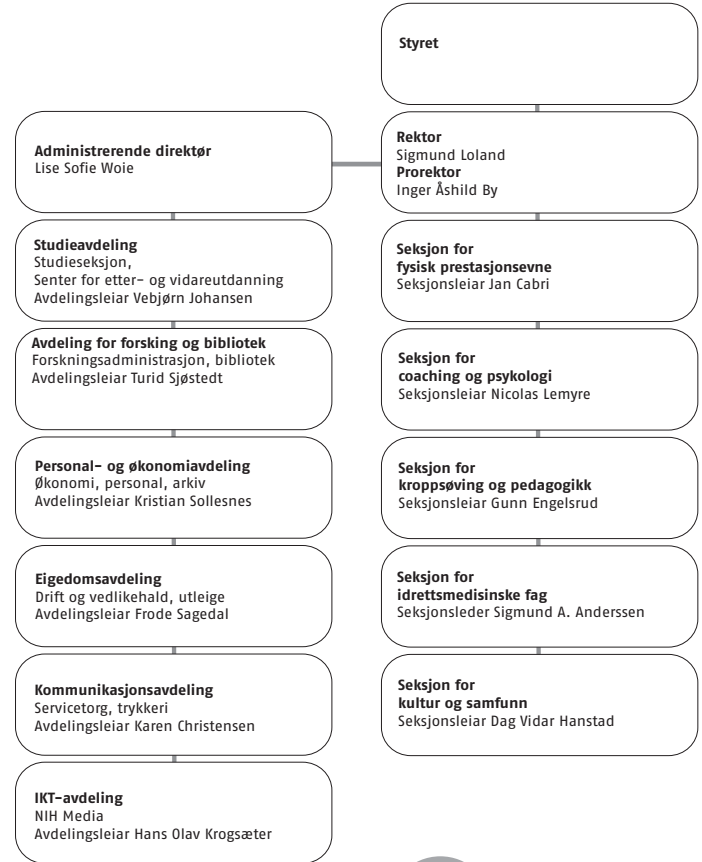 Styret
Administrerende direktør
Lise Sofie Woie
Rektor
Sigmund Loland
Prorektor
Inger Åshild By
Studieavdeling
Studieseksjon,
Senter for etter- og vidareutdanning
Avdelingsleiar Vebjørn Johansen
Avdeling for forsking og bibliotek
Forskningsadministrasjon, bibliotek
Avdelingsleiar Turid Sjøstedt
Personal- og økonomiavdeling
Økonomi, personal, arkiv
Avdelingsleiar Kristian Sollesnes
Eigedomsavdeling
Drift og vedlikehald, utleige
Avdelingsleiar Frode Sagedal
Kommunikasjonsavdeling
Servicetorg, trykkeri
Avdelingsleiar Karen Christensen
IKT-avdeling
NIH Media
Avdelingsleiar Hans Olav Krogsæter
Seksjon for
fysisk prestasjonsevne
Seksjonsleiar Jan Cabri
Seksjon for
coaching og psykologi
Seksjonsleiar Nicolas Lemyre
Seksjon for
kroppsøving og pedagogikk
Seksjonsleiar Gunn Engelsrud
Seksjon for
idrettsmedisinske fag
Seksjonsleder Sigmund A. Anderssen
Seksjon for
kultur og samfunn
Seksjonsleiar Dag Vidar Hanstad